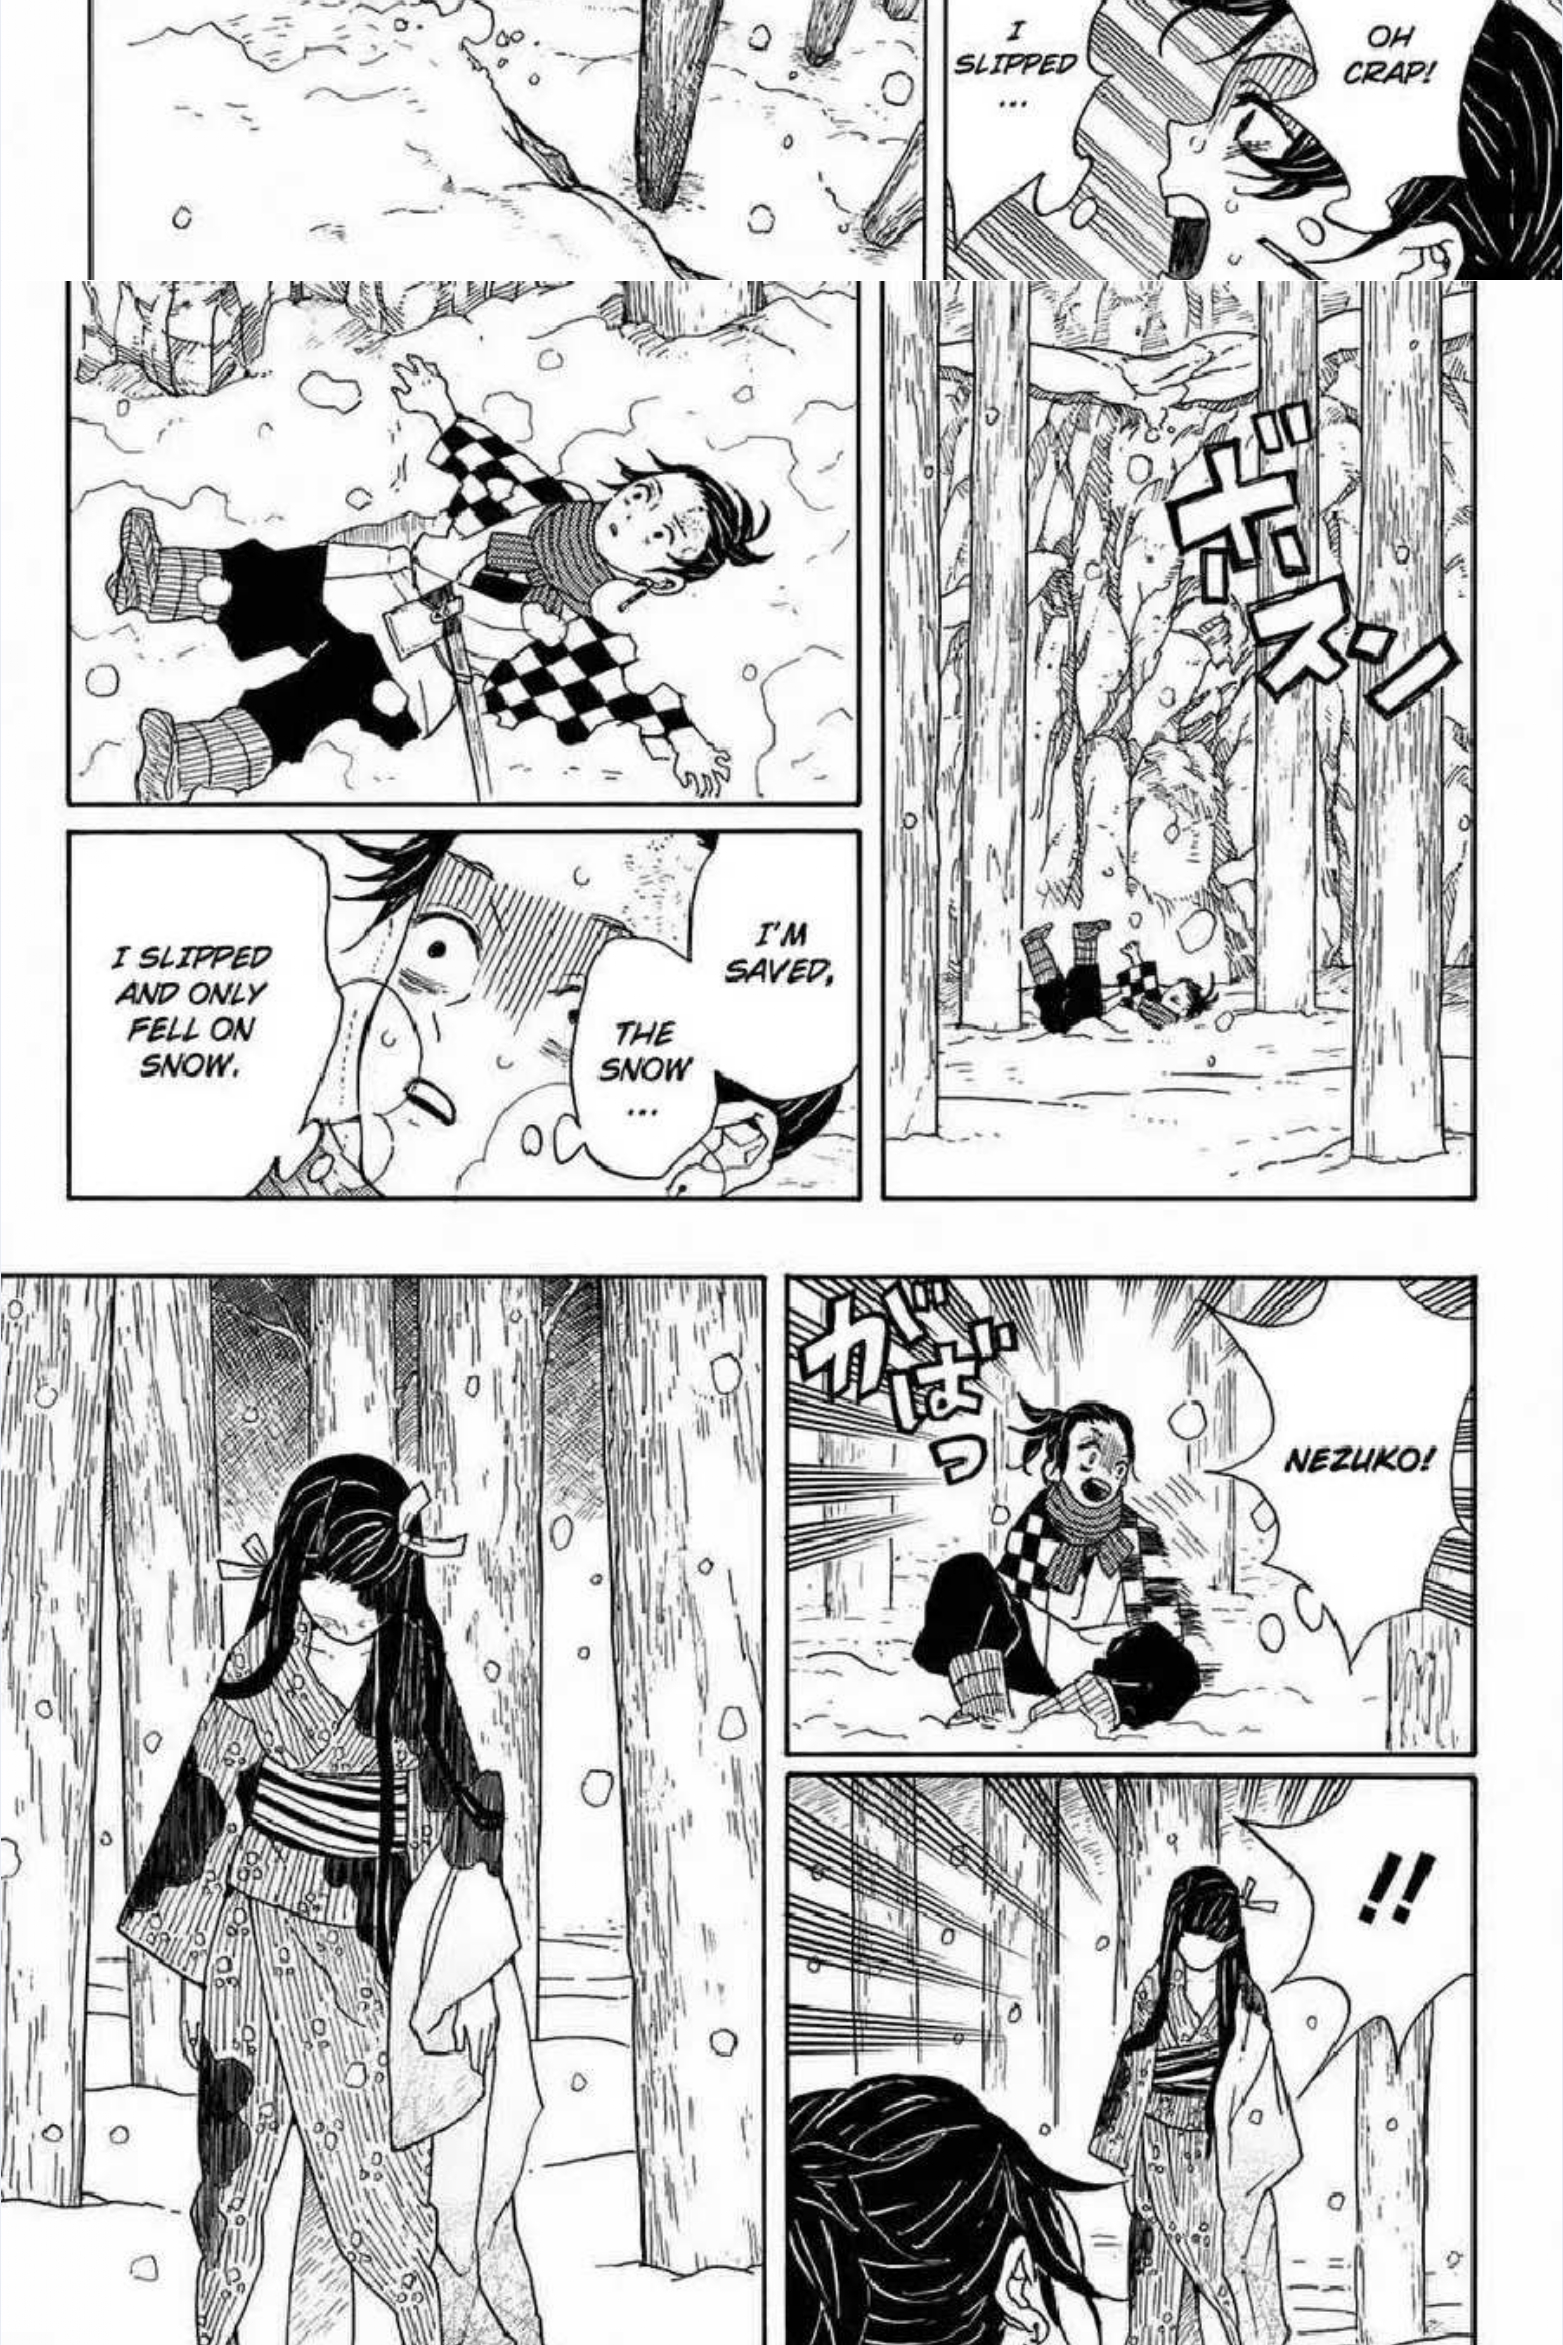 OH
CRAP!
I
SLIPPED
...
ボスン
I'M
SAVED,
THE
SNOW
...
I SLIPPED
AND ONLY
FELL ON
SNOW.
NEZUKO!
がばっ
!!